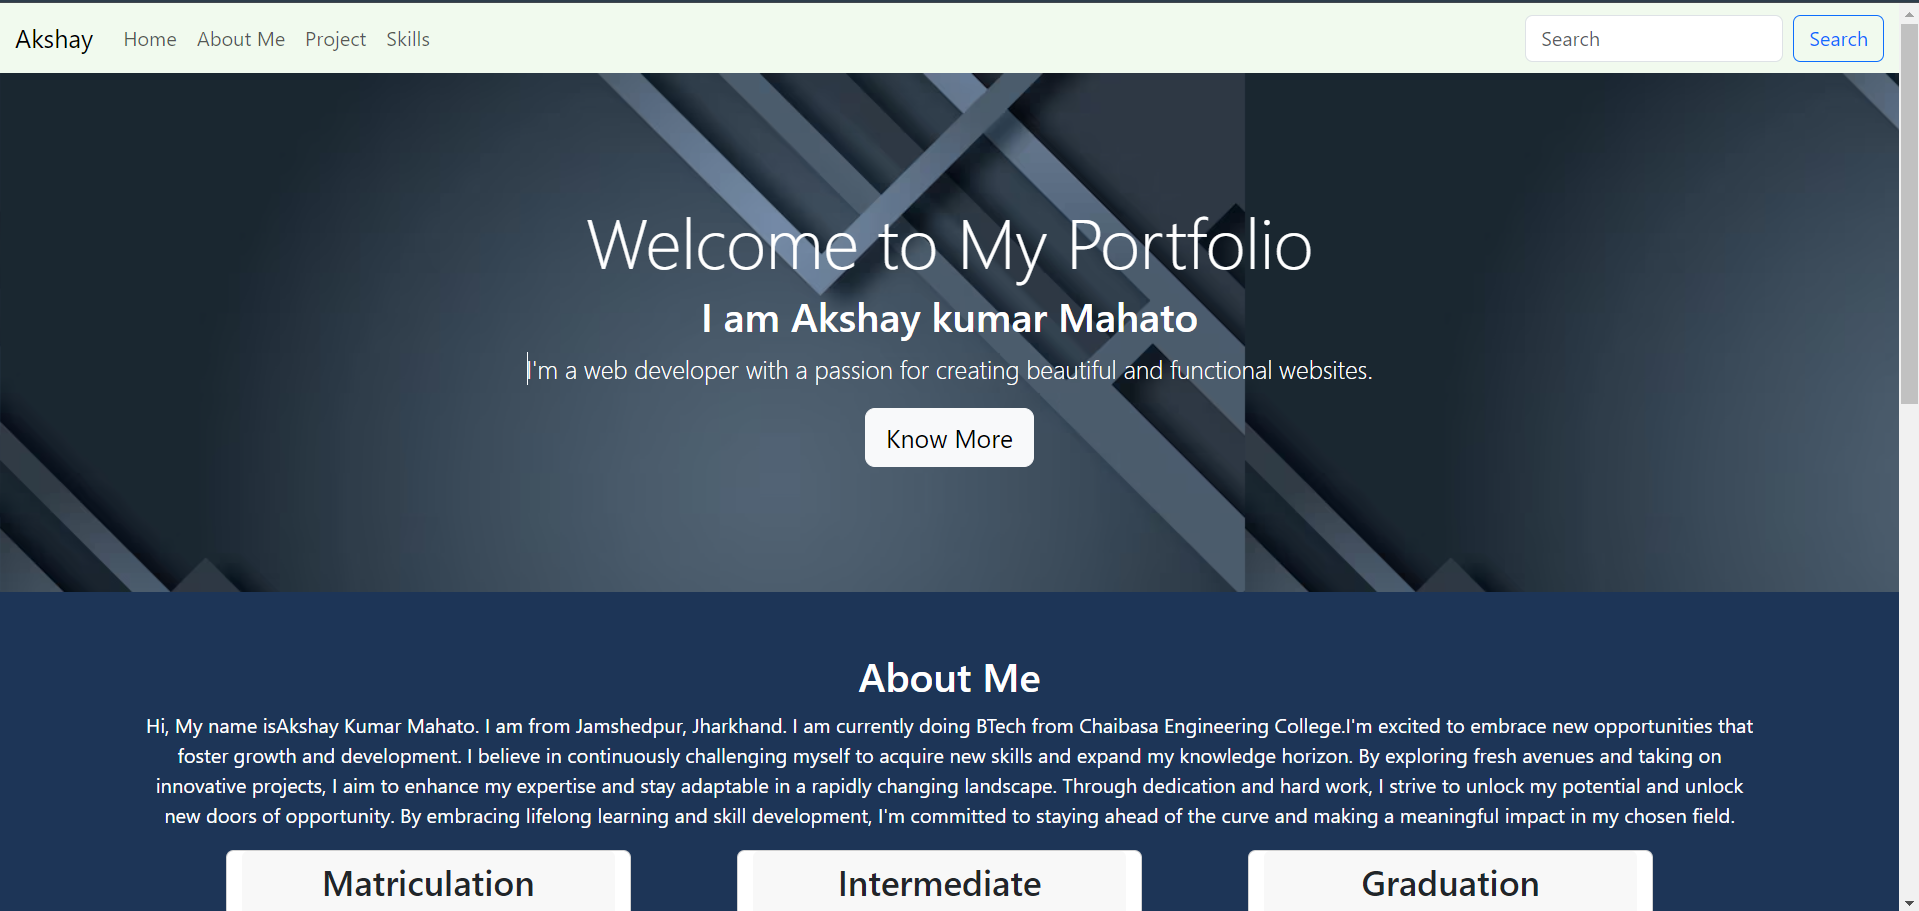 Akshay Home About Me Project Skills Search Search
Welcome to My Portfolio
I am Akshay kumar Mahato
I'm a web developer with a passion for creating beautiful and functional websites.
Know More
About Me
Hi, My name isAkshay Kumar Mahato. I am from Jamshedpur, Jharkhand. I am currently doing BTech from Chaibasa Engineering College.I'm excited to embrace new opportunities that
foster growth and development. I believe in continuously challenging myself to acquire new skills and expand my knowledge horizon. By exploring fresh avenues and taking on
innovative projects, I aim to enhance my expertise and stay adaptable in a rapidly changing landscape. Through dedication and hard work, I strive to unlock my potential and unlock
new doors of opportunity. By embracing lifelong learning and skill development, I'm committed to staying ahead of the curve and making a meaningful impact in my chosen field.
Matriculation Intermediate Graduation